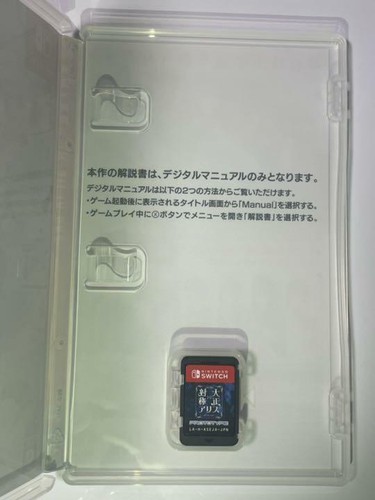 本作の解説書は、デジタルマニュアルのみとなります。
デジタルマニュアルは以下の2つの方法からご覧いただけます。
・ゲーム起動後に表示されるタイトル画面から「Manual」を選択する。
・ゲームプレイ中にⓧボタンでメニューを開き「解説書」を選択する。
NINTENDO
SWITCH
大正
対極
アリス
PROTOTYPE